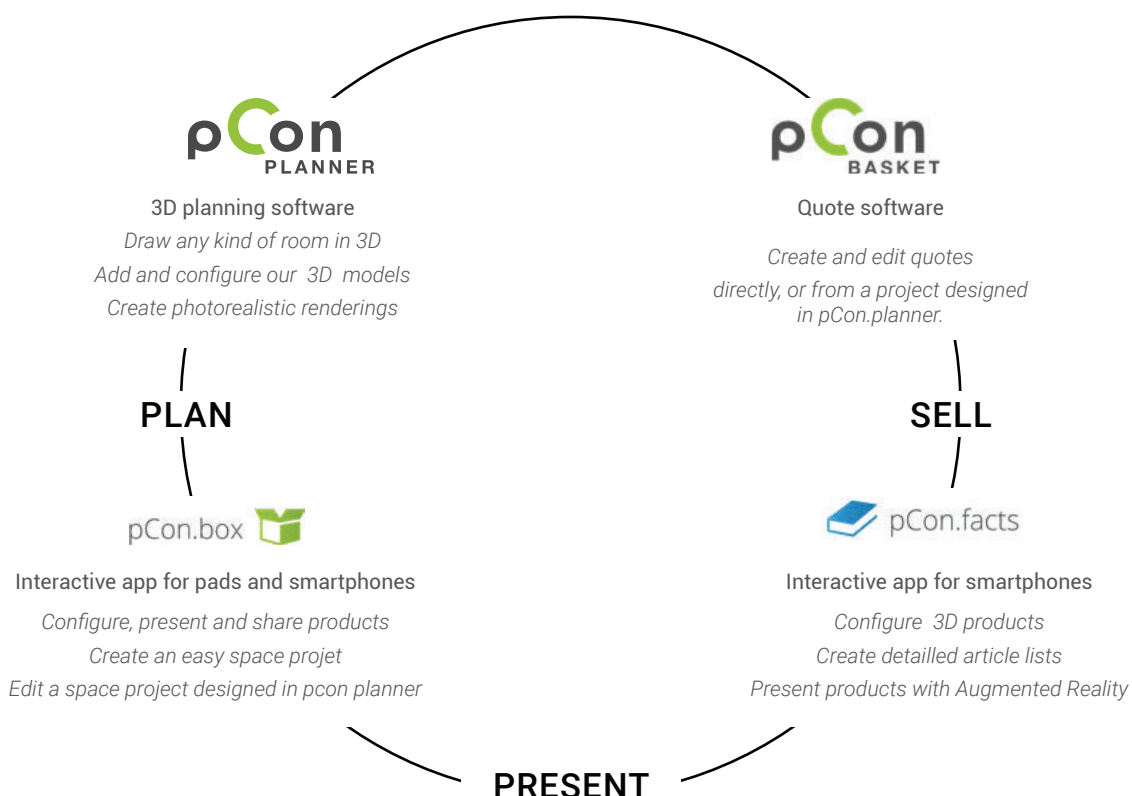 pCon
PLANNER
3D planning software
Draw any kind of room in 3D
Add and configure our 3D models
Create photorealistic renderings
pCon
BASKET
Quote software
Create and edit quotes
directly, or from a project designed
in pCon.planner.
PLAN
SELL
pCon.box
Interactive app for pads and smartphones
Configure, present and share products
Create an easy space projet
Edit a space project designed in pcon planner
pCon.facts
Interactive app for smartphones
Configure 3D products
Create detailled article lists
Present products with Augmented Reality
PRESENT